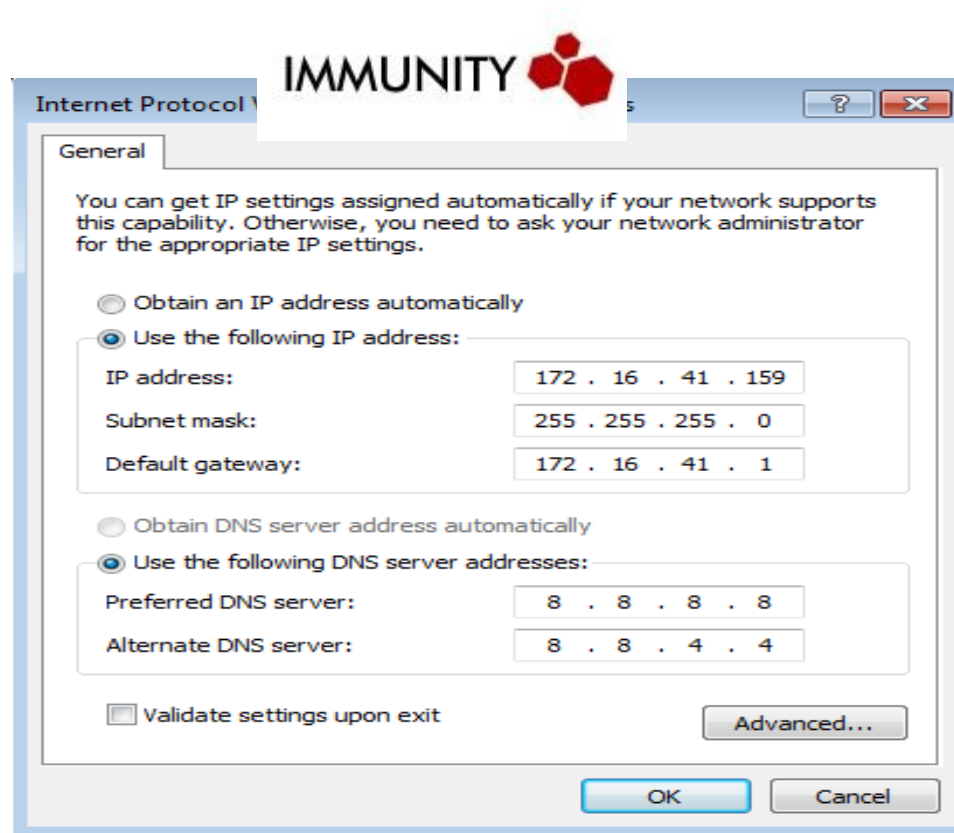 IMMUNITY
Internet Protocol
General
You can get IP settings assigned automatically if your network supports
this capability. Otherwise, you need to ask your network administrator
for the appropriate IP settings.
Obtain an IP address automatically
Use the following IP address:
IP address: 172 . 16 . 41 . 159
Subnet mask: 255 . 255 . 255 . 0
Default gateway: 172 . 16 . 41 . 1
Obtain DNS server address automatically
Use the following DNS server addresses:
Preferred DNS server: 8 . 8 . 8 . 8
Alternate DNS server: 8 . 8 . 4 . 4
Validate settings upon exit
Advanced...
OK Cancel